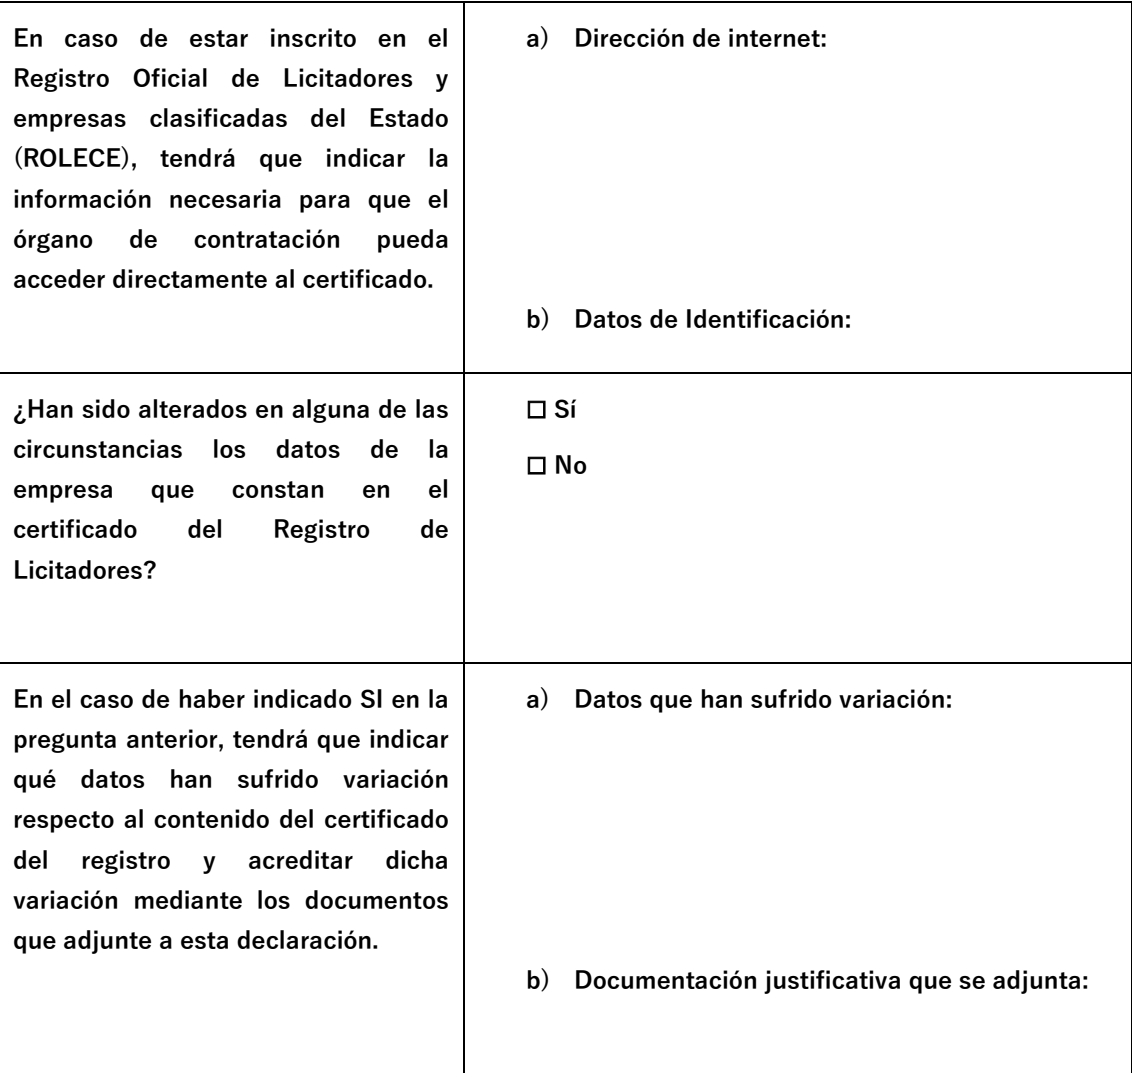 En caso de estar inscrito en el
Registro Oficial de Licitadores y
empresas clasificadas del Estado
(ROLECE), tendrá que indicar la
información necesaria para que el
órgano de contratación pueda
acceder directamente al certificado.
a) Dirección de internet:
b) Datos de Identificación:
¿Han sido alterados en alguna de las
circunstancias los datos de la
empresa que constan en el
certificado del Registro de
Licitadores?
☐ Sí
☐ No
En el caso de haber indicado SI en la
pregunta anterior, tendrá que indicar
qué datos han sufrido variación
respecto al contenido del certificado
del registro y acreditar dicha
variación mediante los documentos
que adjunte a esta declaración.
a) Datos que han sufrido variación:
b) Documentación justificativa que se adjunta: